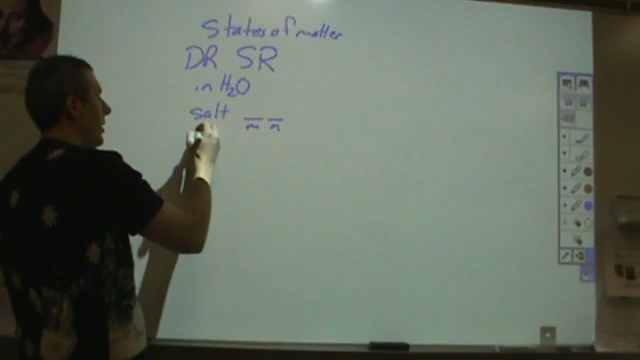 States of matter
DR SR
in H₂O
salt _ _
m n